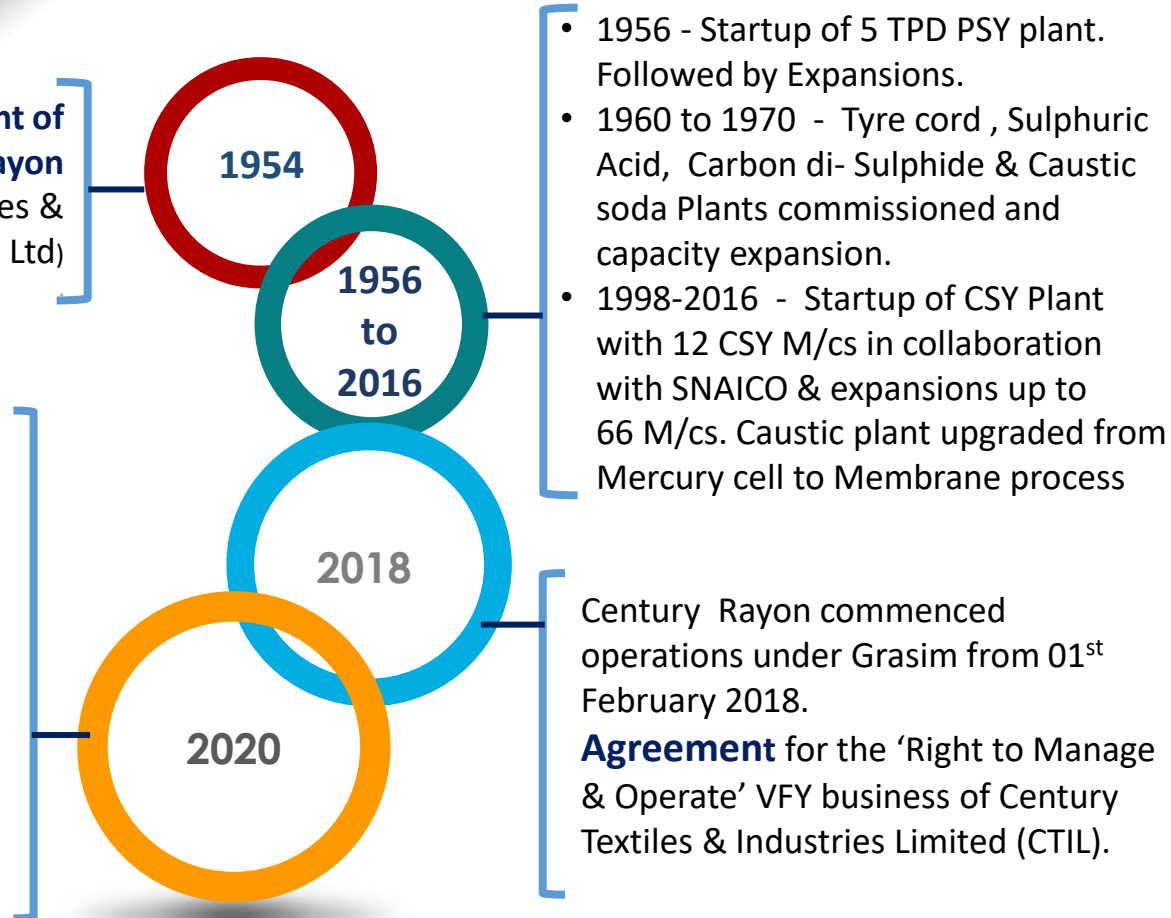 nt of
ayon
es &
Ltd)
1954
1956
to
2016
• 1956 - Startup of 5 TPD PSY plant.
Followed by Expansions.
• 1960 to 1970 - Tyre cord , Sulphuric
Acid, Carbon di- Sulphide & Caustic
soda Plants commissioned and
capacity expansion.
• 1998-2016 - Startup of CSY Plant
with 12 CSY M/cs in collaboration
with SNAICO & expansions up to
66 M/cs. Caustic plant upgraded from
Mercury cell to Membrane process
2018
Century Rayon commenced
operations under Grasim from 01st
February 2018.
Agreement for the ‘Right to Manage
& Operate’ VFY business of Century
Textiles & Industries Limited (CTIL).
2020